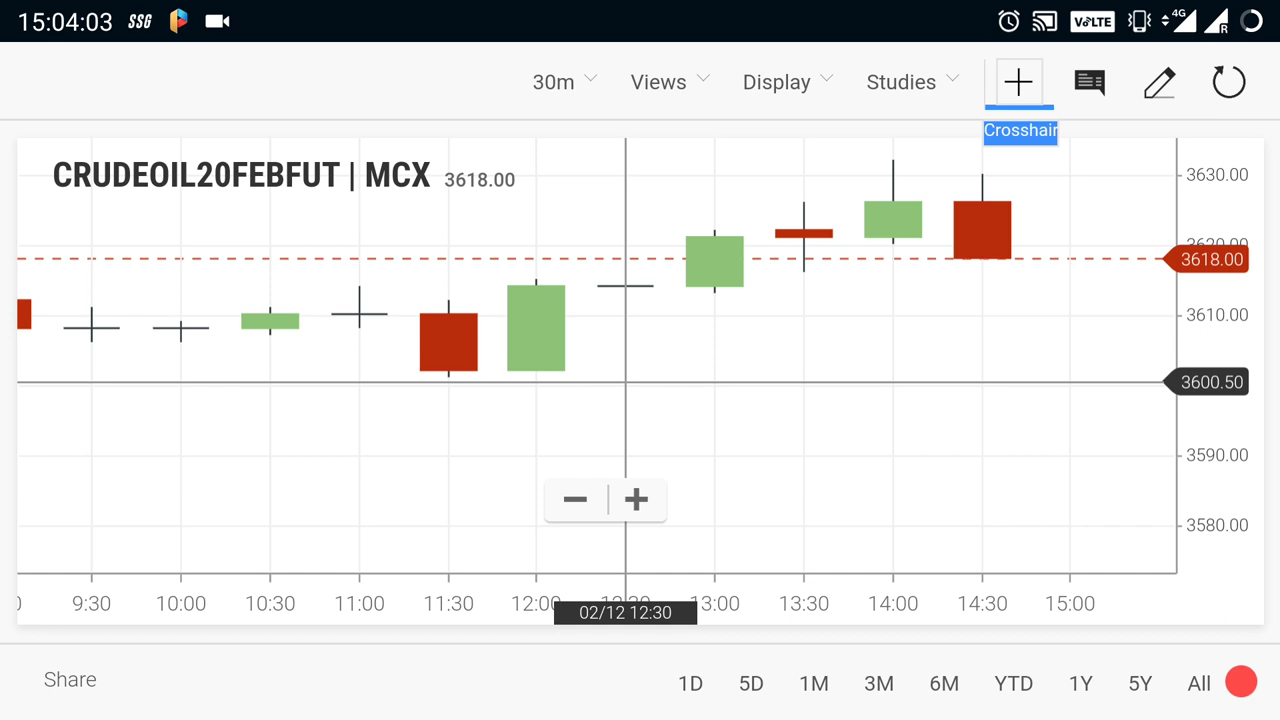 15:04:03 SSG VoLTE 4G R
30m Views Display Studies
Crosshair
CRUDEOIL20FEBFUT | MCX 3618.00
3630.00
3618.00
3610.00
3600.50
3590.00
3580.00
9:30 10:00 10:30 11:00 11:30 12:00 13:00 13:30 14:00 14:30 15:00
02/12 12:30
Share 1D 5D 1M 3M 6M YTD 1Y 5Y All